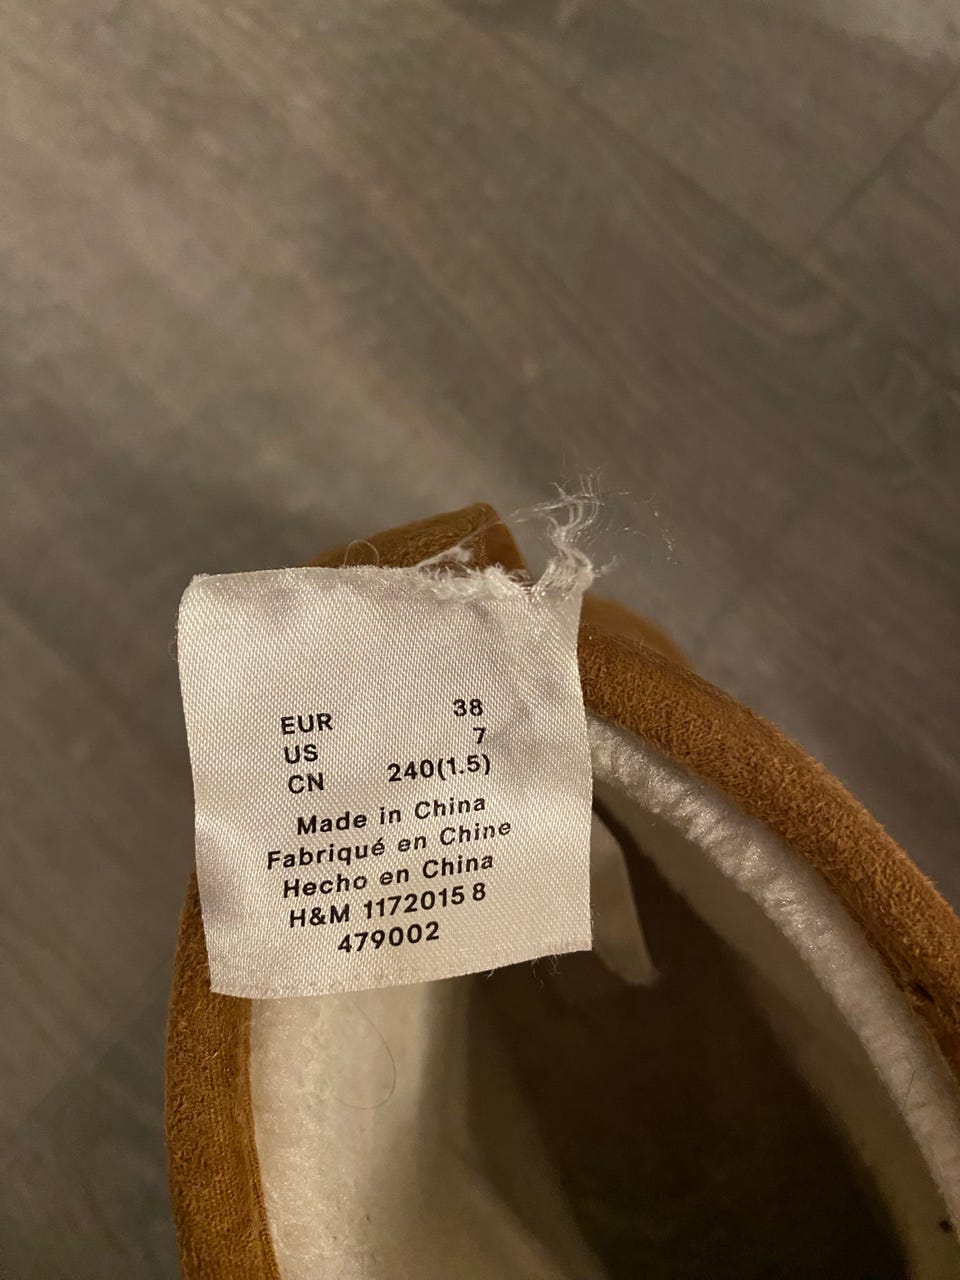 EUR 38
US 7
CN 240(1.5)
Made in China
Fabriqué en Chine
Hecho en China
H&M 1172015 8
479002